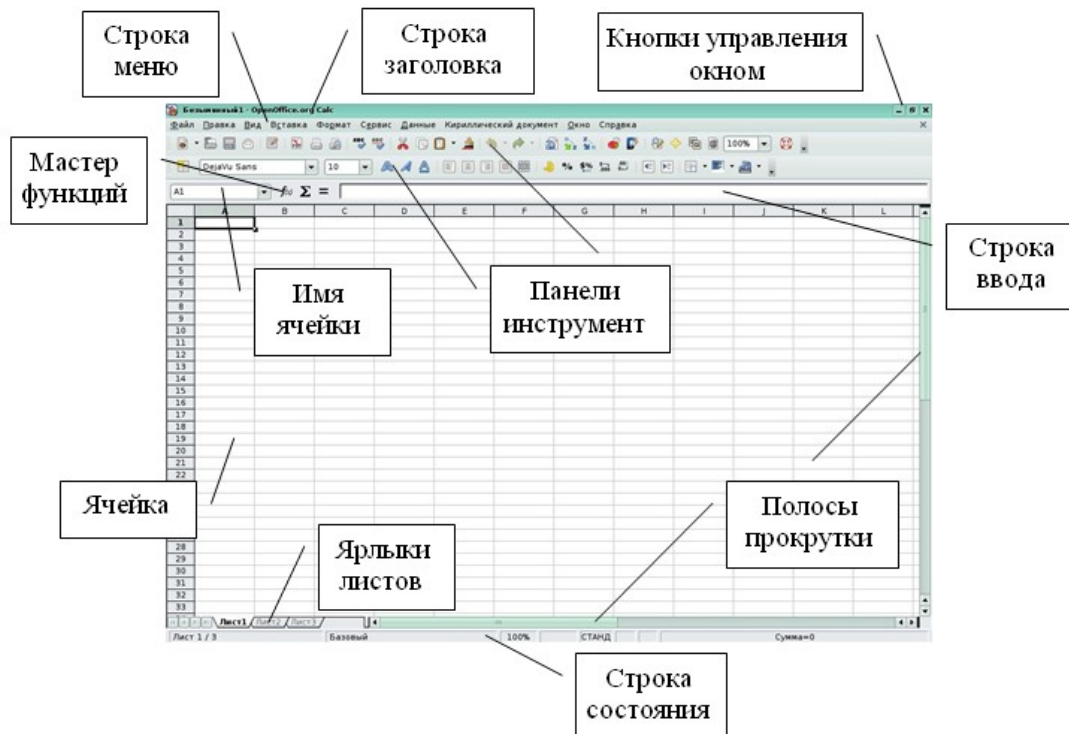 Строка
меню
Строка
заголовка
Кнопки управления
окном
Безымянный1 - OpenOffice.org Calc
Файл Правка Вид Вставка Формат Сервис Данные Кириллический документ Окно Справка
100%
Мастер
функций
DejaVu Sans 10
A1 f(x) Σ =
A B C D E F G H I J K L
1
2
3
4
5
6
7
8
9
10
11
12
13
14
15
16
17
18
19
20
21
22
28
29
30
31
32
33
Строка
ввода
Имя
ячейки
Панели
инструмент
Ячейка
Полосы
прокрутки
Ярлыки
листов
Лист1 Лист2 Лист3
Лист 1 / 3 Базовый 100% СТАНД Сумма=0
Строка
состояния